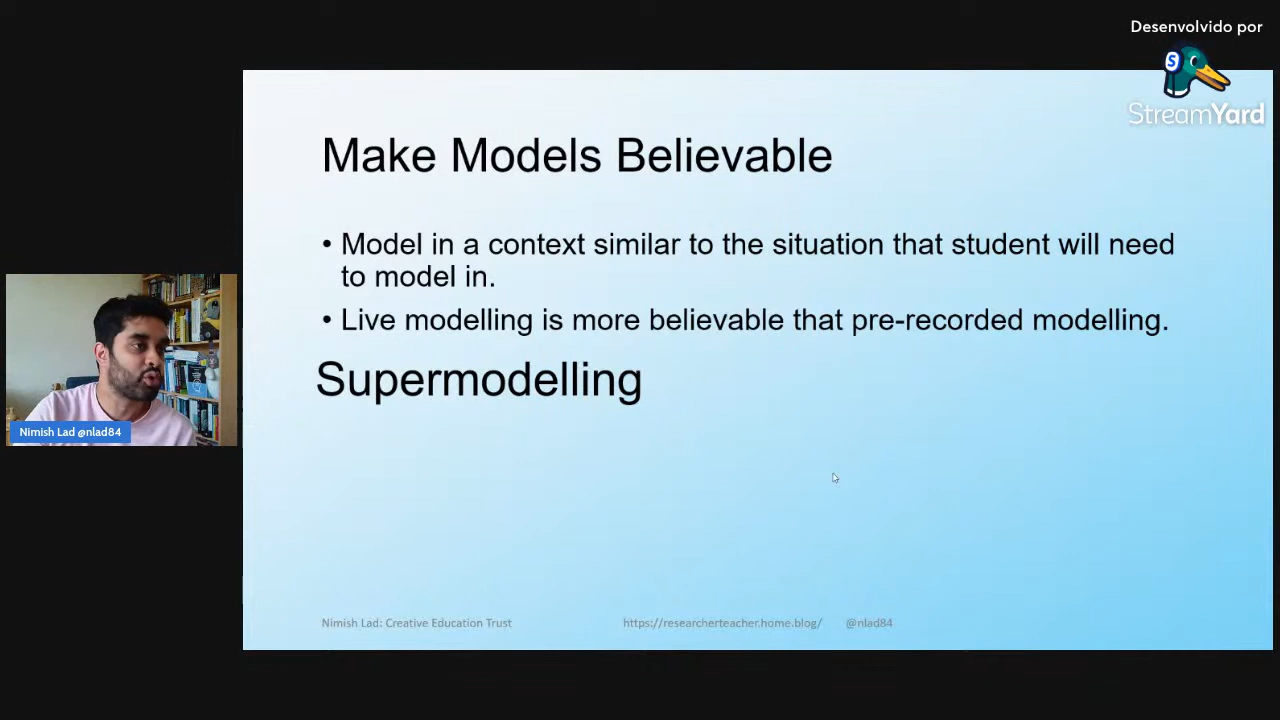 Desenvolvido por
StreamYard
Make Models Believable
• Model in a context similar to the situation that student will need
to model in.
• Live modelling is more believable that pre-recorded modelling.
Supermodelling
Nimish Lad @nlad84
Nimish Lad: Creative Education Trust https://researcherteacher.home.blog/ @nlad84